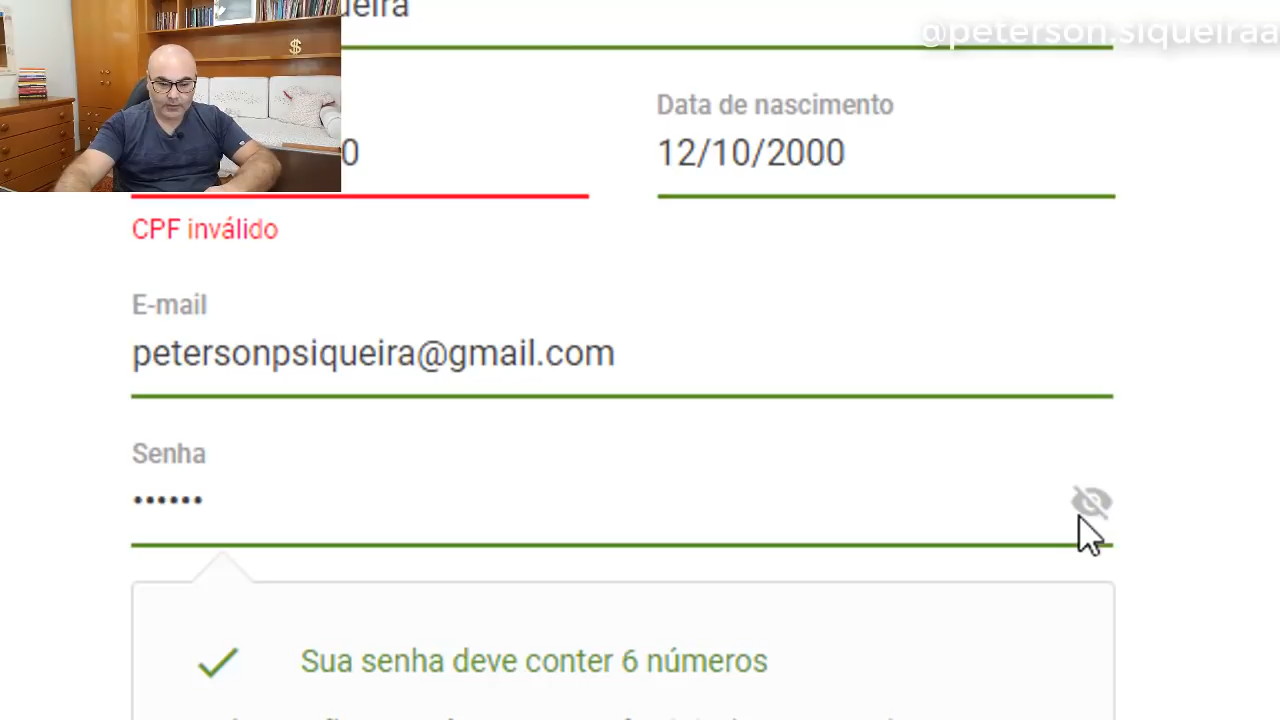 ueira
@peterson.siqueiraa
Data de nascimento
0
12/10/2000
CPF inválido
E-mail
petersonpsiqueira@gmail.com
Senha
••••••
Sua senha deve conter 6 números